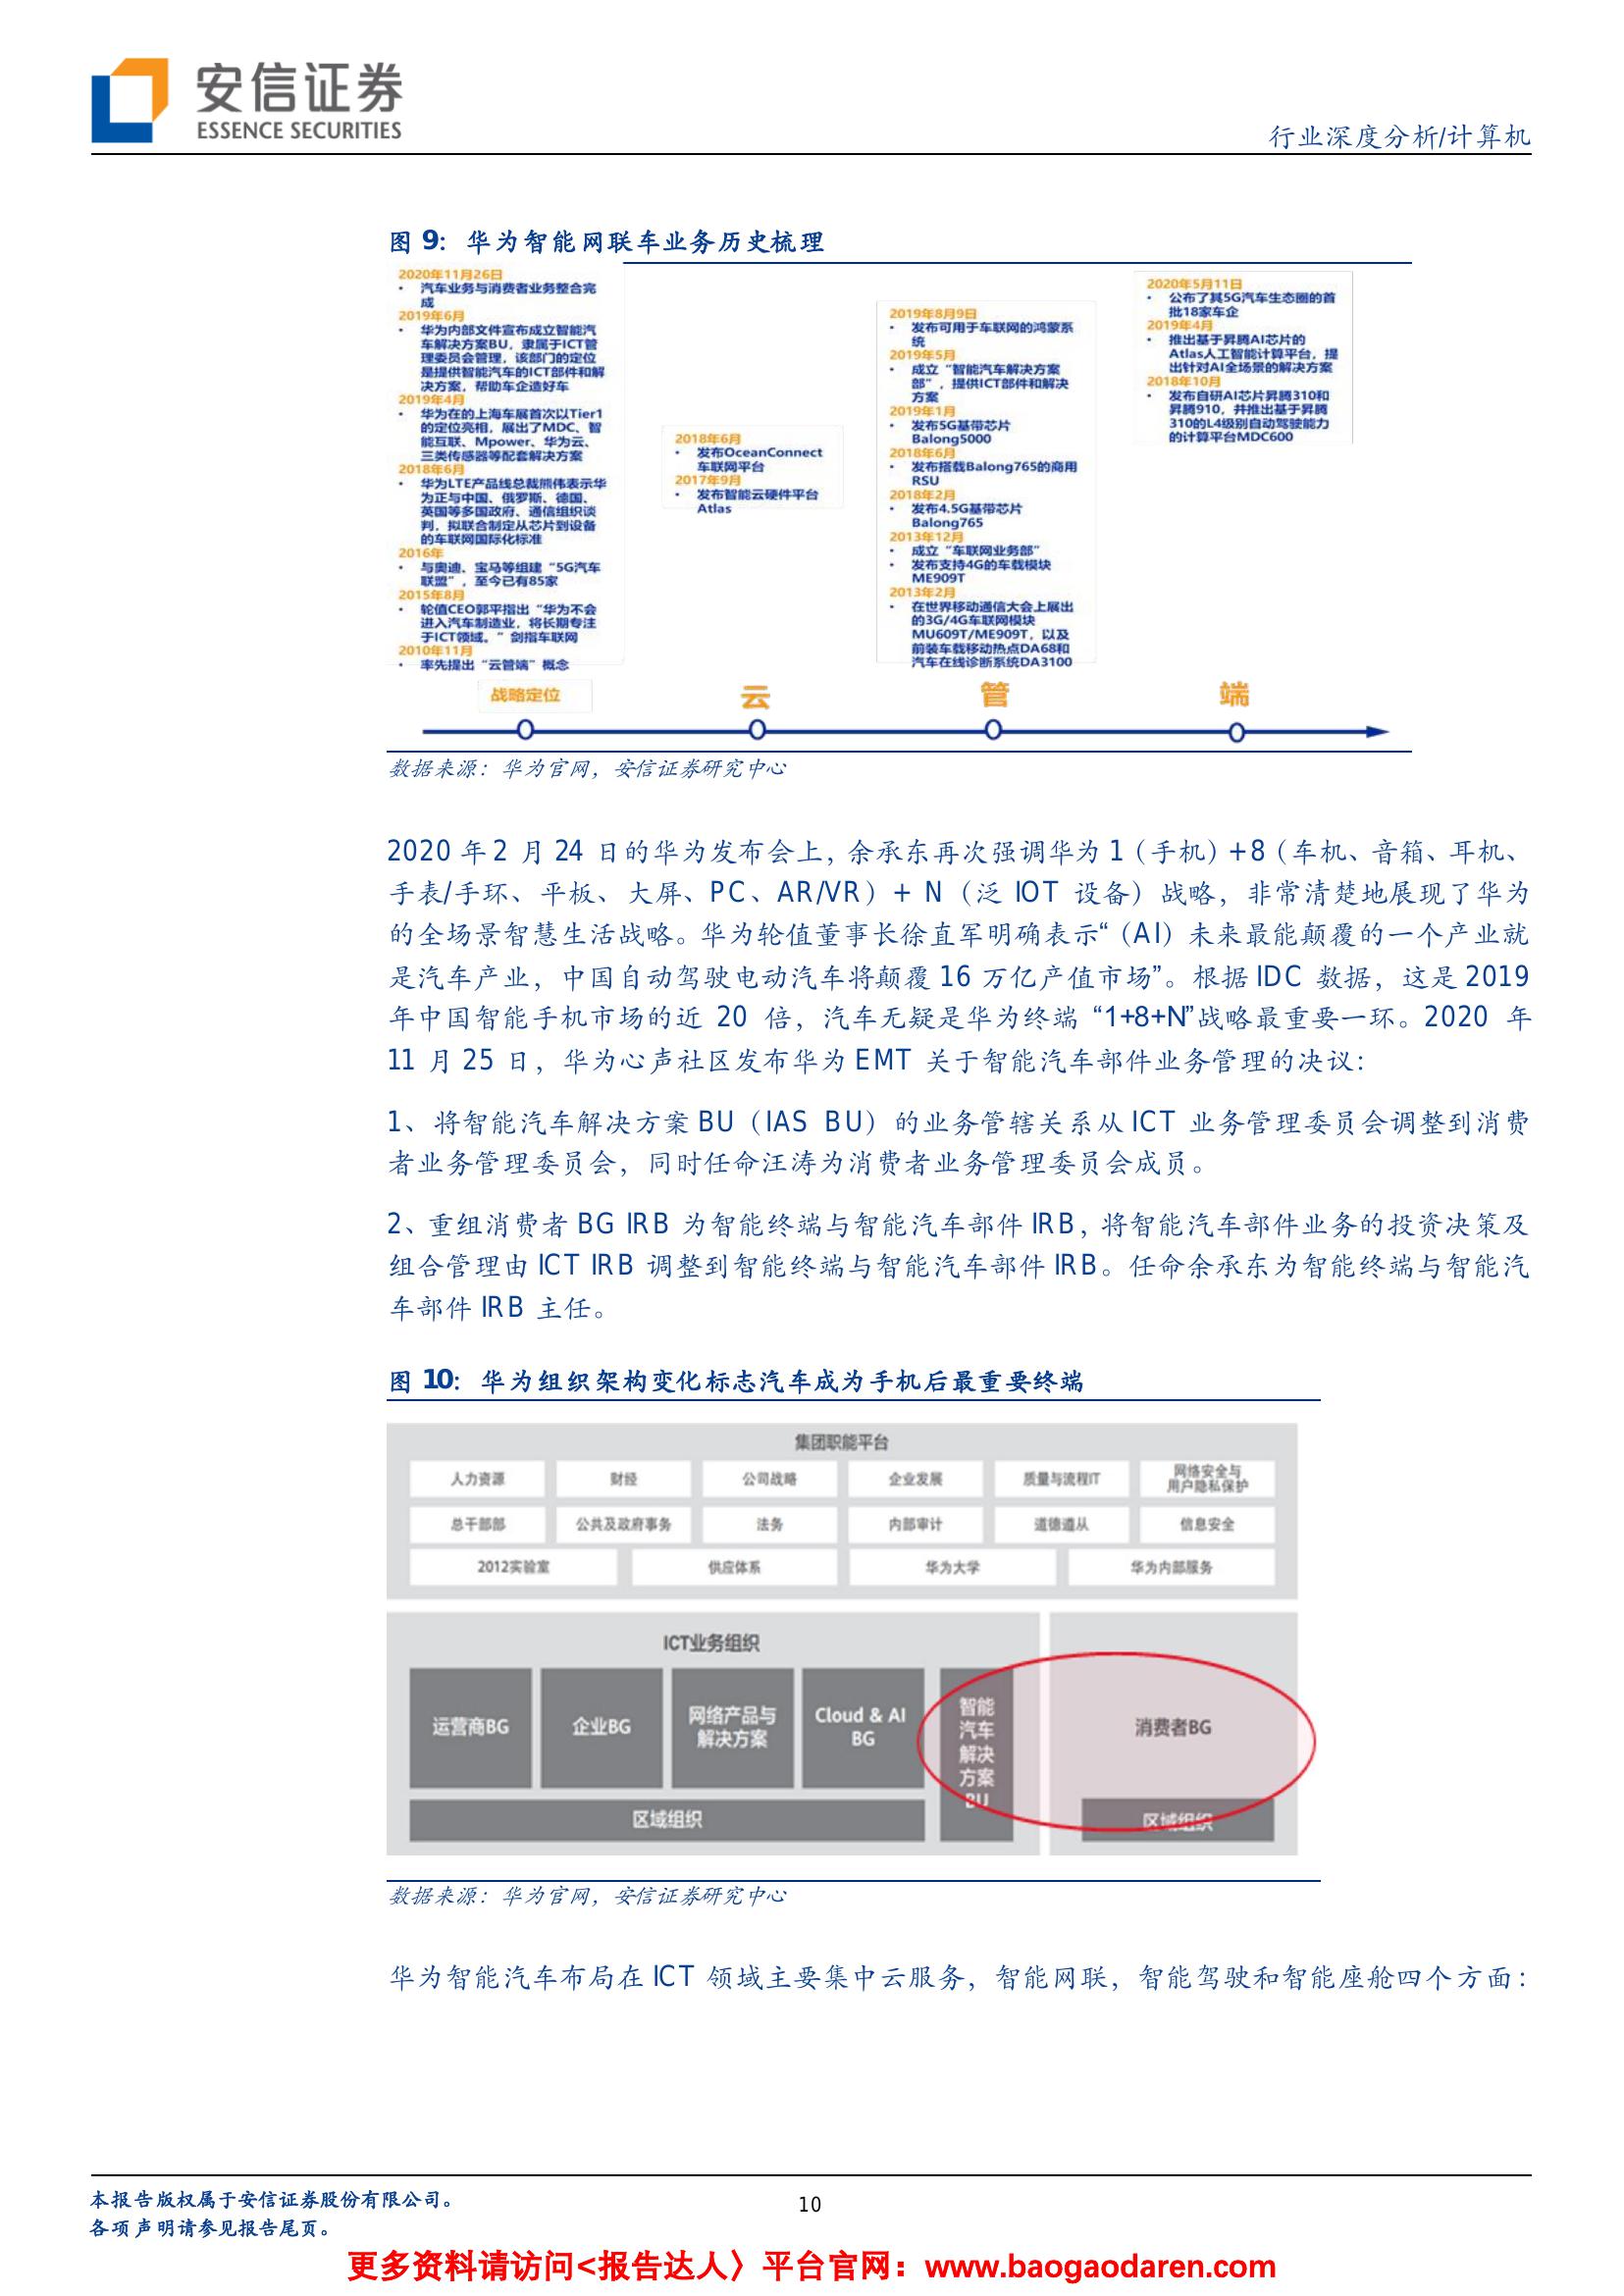 安信证券
ESSENCE SECURITIES
行业深度分析/计算机
图 9：华为智能网联车业务历史梳理
2020年11月26日
• 汽车业务与消费者业务整合完
成
2019年6月
• 华为内部文件宣布成立智能汽
车解决方案BU，隶属于ICT管
理委员会管理，该部门的定位
是提供智能汽车的ICT部件和解
决方案，帮助车企造好车
2019年4月
• 华为在的上海车展首次以Tier1
的定位亮相，展出了MDC、智
能互联、Mpower、华为云、
三类传感器等配套解决方案
2018年6月
• 华为LTE产品线总裁熊伟表示华
为正与中国、俄罗斯、德国、
英国等多国政府、通信组织谈
判，拟联合制定从芯片到设备
的车联网国际化标准
2016年
• 与奥迪、宝马等组建“5G汽车
联盟”，至今已有85家
2015年8月
• 轮值CEO郭平指出“华为不会
进入汽车制造业，将长期专注
于ICT领域。”剑指车联网
2010年11月
• 率先提出“云管端”概念
战略定位
2018年6月
• 发布OceanConnect
车联网平台
2017年9月
• 发布智能云硬件平台
Atlas
云
2019年8月9日
• 发布可用于车联网的鸿蒙系
统
2019年5月
• 成立“智能汽车解决方案
部”，提供ICT部件和解决
方案
2019年1月
• 发布5G基带芯片
Balong5000
2018年6月
• 发布搭载Balong765的商用
RSU
2018年2月
• 发布4.5G基带芯片
Balong765
2013年12月
• 成立“车联网业务部”
• 发布支持4G的车载模块
ME909T
2013年2月
• 在世界移动通信大会上展出
的3G/4G车联网模块
MU609T/ME909T，以及
前装车载移动热点DA68和
汽车在线诊断系统DA3100
管
2020年5月11日
• 公布了其5G汽车生态圈的首
批18家车企
2019年4月
• 推出基于昇腾AI芯片的
Atlas人工智能计算平台，提
出针对AI全场景的解决方案
2018年10月
• 发布自研AI芯片昇腾310和
昇腾910，并推出基于昇腾
310的L4级别自动驾驶能力
的计算平台MDC600
端
数据来源：华为官网，安信证券研究中心
2020 年 2 月 24 日的华为发布会上，余承东再次强调华为 1（手机）+8（车机、音箱、耳机、
手表/手环、平板、大屏、PC、AR/VR）+ N（泛 IOT 设备）战略，非常清楚地展现了华为
的全场景智慧生活战略。华为轮值董事长徐直军明确表示“（AI）未来最能颠覆的一个产业就
是汽车产业，中国自动驾驶电动汽车将颠覆 16 万亿产值市场”。根据 IDC 数据，这是 2019
年中国智能手机市场的近 20 倍，汽车无疑是华为终端 “1+8+N”战略最重要一环。2020 年
11 月 25 日，华为心声社区发布华为 EMT 关于智能汽车部件业务管理的决议：
1、将智能汽车解决方案 BU（IAS BU）的业务管辖关系从 ICT 业务管理委员会调整到消费
者业务管理委员会，同时任命汪涛为消费者业务管理委员会成员。
2、重组消费者 BG IRB 为智能终端与智能汽车部件 IRB，将智能汽车部件业务的投资决策及
组合管理由 ICT IRB 调整到智能终端与智能汽车部件 IRB。任命余承东为智能终端与智能汽
车部件 IRB 主任。
图 10：华为组织架构变化标志汽车成为手机后最重要终端
集团职能平台
人力资源 财经 公司战略 企业发展 质量与流程IT 网络安全与
用户隐私保护
总干部部 公共及政府事务 法务 内部审计 道德遵从 信息安全
2012实验室 供应体系 华为大学 华为内部服务
ICT业务组织
运营商BG
企业BG
网络产品与
解决方案
Cloud & AI
BG
智能
汽车
解决
方案
BU
消费者BG
区域组织
区域组织
数据来源：华为官网，安信证券研究中心
华为智能汽车布局在 ICT 领域主要集中云服务，智能网联，智能驾驶和智能座舱四个方面：
本报告版权属于安信证券股份有限公司。
各项声明请参见报告尾页。
10
更多资料请访问<报告达人〉平台官网：www.baogaodaren.com